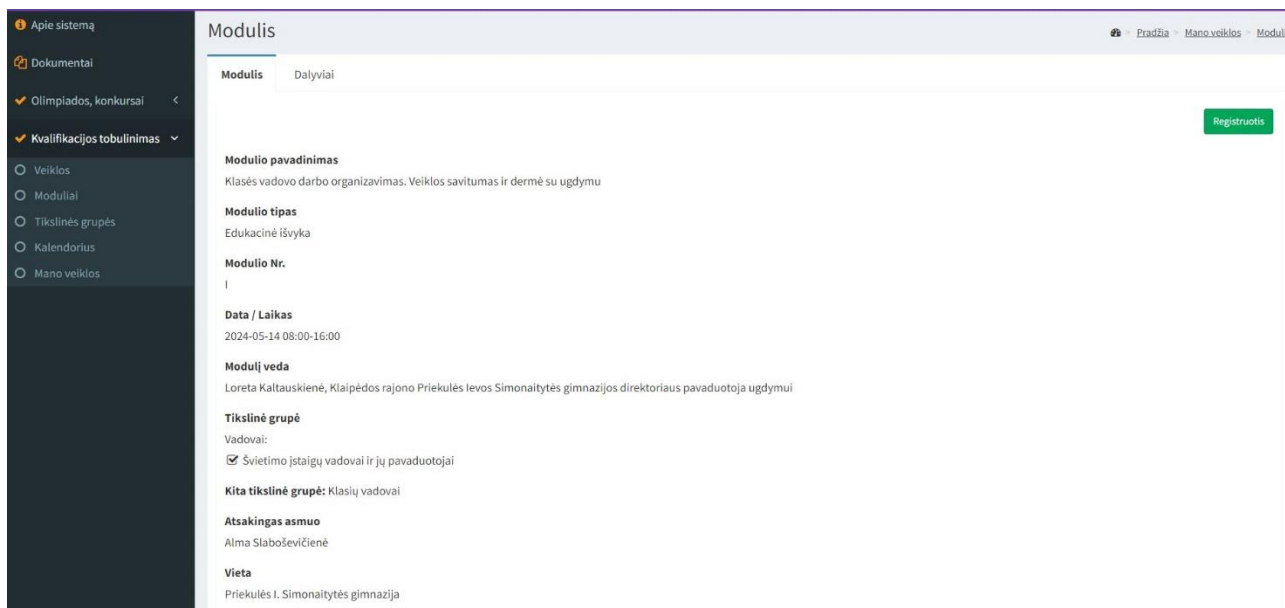 Apie sistemą
Dokumentai
Olimpiados, konkursai
Kvalifikacijos tobulinimas
Veiklos
Moduliai
Tikslinės grupės
Kalendorius
Mano veiklos
Modulis
> Pradžia > Mano veiklos >
Modulis Dalyviai
Registruotis
Modulio pavadinimas
Klasės vadovo darbo organizavimas. Veiklos savitumas ir dermė su ugdymu
Modulio tipas
Edukacinė išvyka
Modulio Nr.
I
Data / Laikas
2024-05-14 08:00-16:00
Modulį veda
Loreta Kaltauskienė, Klaipėdos rajono Priekulės Ievos Simonaitytės gimnazijos direktoriaus pavaduotoja ugdymui
Tikslinė grupė
Vadovai:
Švietimo įstaigų vadovai ir jų pavaduotojai
Kita tikslinė grupė: Klasių vadovai
Atsakingas asmuo
Alma Slaboševičienė
Vieta
Priekulės I. Simonaitytės gimnazija